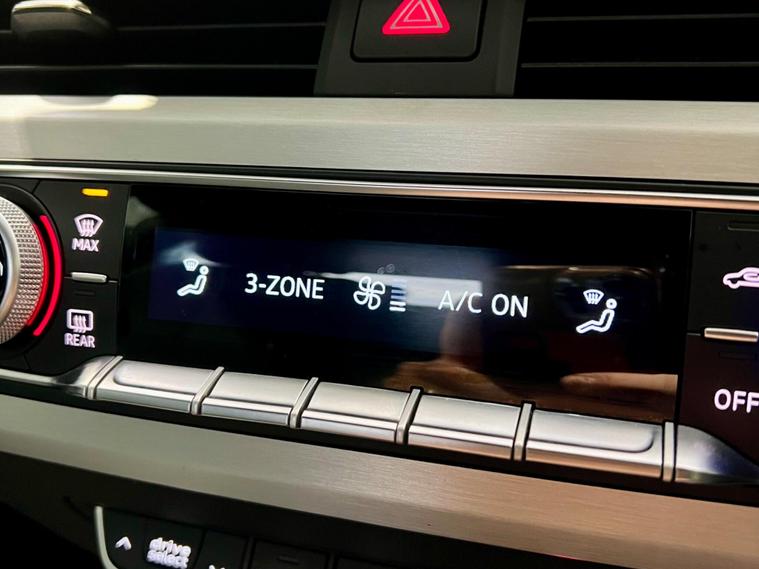 MAX
REAR
3-ZONE
A/C ON
OFF
drive
select